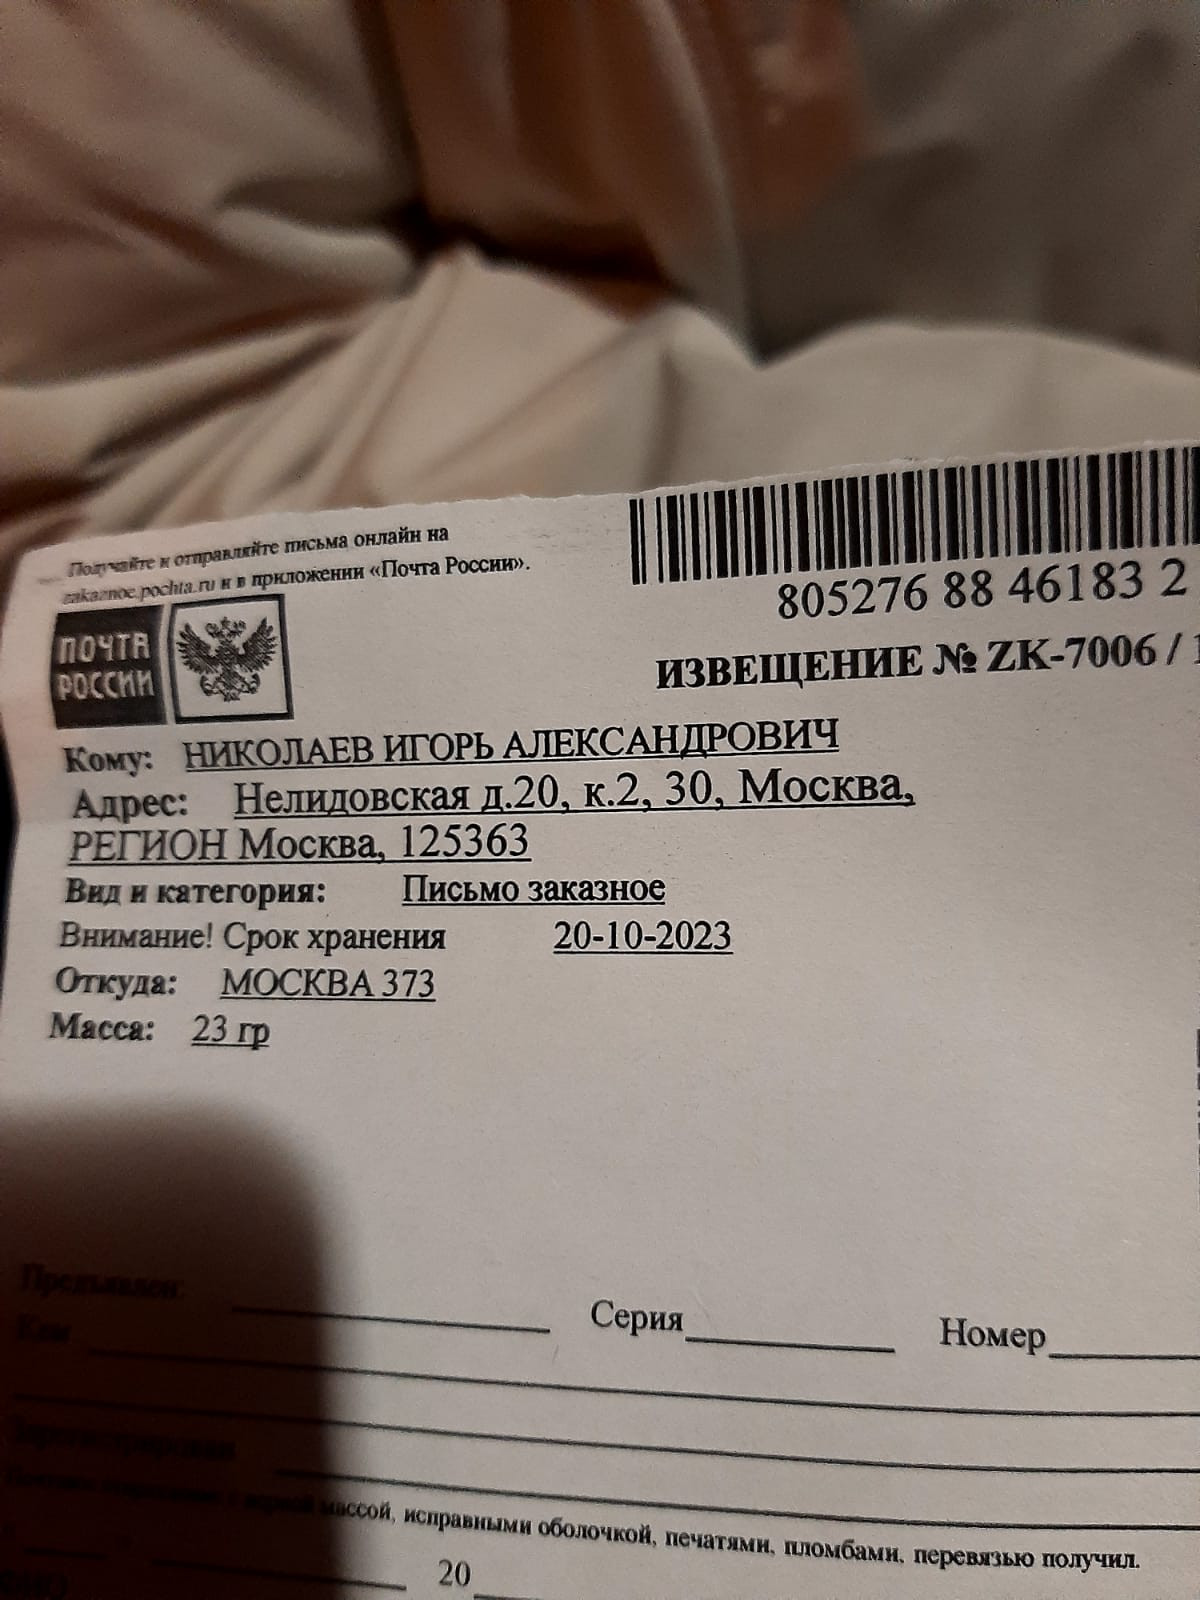 Получайте и отправляйте письма онлайн на
zakaznoe.pochta.ru и в приложении «Почта России».
805276 88 46183 2
ПОЧТА
РОССИИ
ИЗВЕЩЕНИЕ № ZK-7006 /
Кому: НИКОЛАЕВ ИГОРЬ АЛЕКСАНДРОВИЧ
Адрес: Нелидовская д.20, к.2, 30, Москва,
РЕГИОН Москва, 125363
Вид и категория: Письмо заказное
Внимание! Срок хранения 20-10-2023
Откуда: МОСКВА 373
Масса: 23 гр
Предъявлен: Серия Номер
Кем
массой, исправными оболочкой, печатями, пломбами, перевязью получил.
20